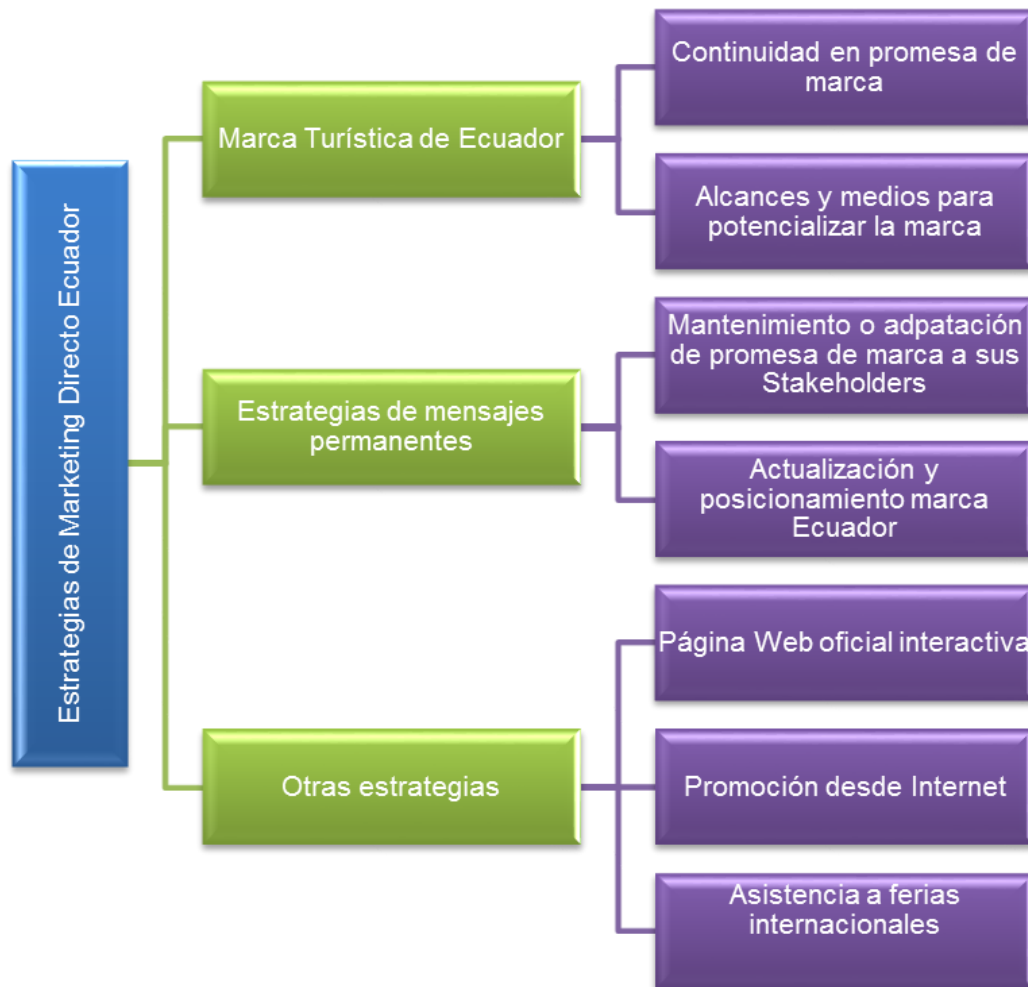 Estrategias de Marketing Directo Ecuador
Marca Turística de Ecuador
Continuidad en promesa de
marca
Alcances y medios para
potencializar la marca
Estrategias de mensajes
permanentes
Mantenimiento o adpatación
de promesa de marca a sus
Stakeholders
Actualización y
posicionamiento marca
Ecuador
Otras estrategias
Página Web oficial interactiva
Promoción desde Internet
Asistencia a ferias
internacionales